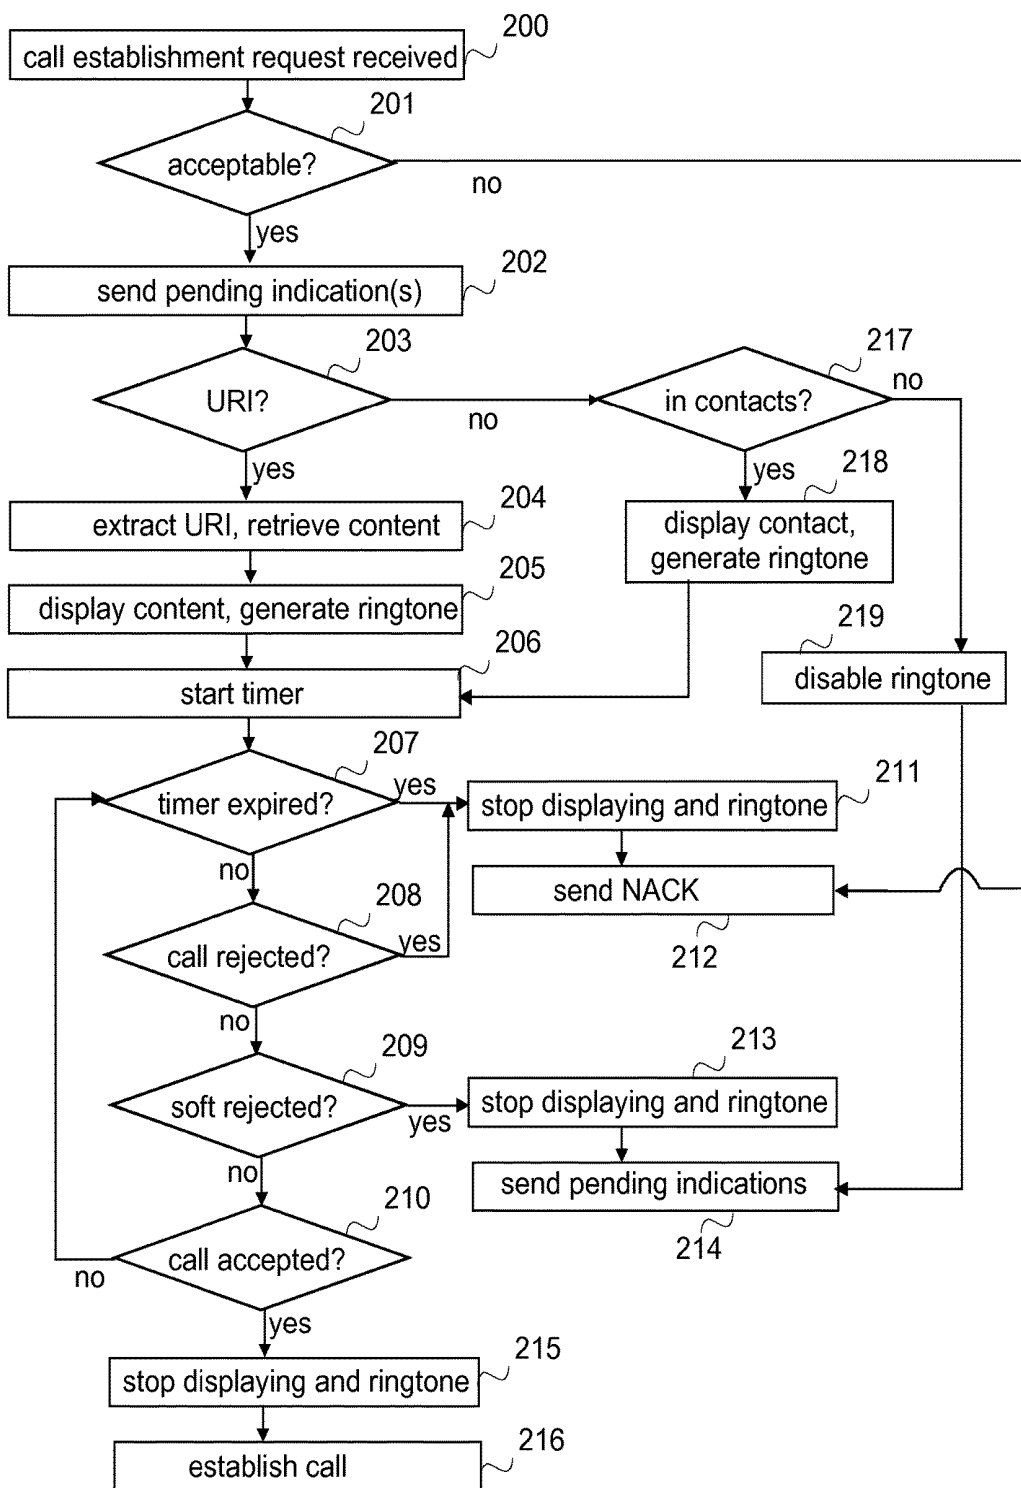 200
call establishment request received
201
acceptable?
no
yes
202
send pending indication(s)
203
URI?
no
217
in contacts?
no
yes
yes
218
display contact,
generate ringtone
204
extract URI, retrieve content
205
display content, generate ringtone
219
disable ringtone
206
start timer
207
timer expired?
yes
211
stop displaying and ringtone
no
208
call rejected?
yes
send NACK
212
no
209
soft rejected?
yes
213
stop displaying and ringtone
no
send pending indications
214
210
call accepted?
no
yes
215
stop displaying and ringtone
216
establish call